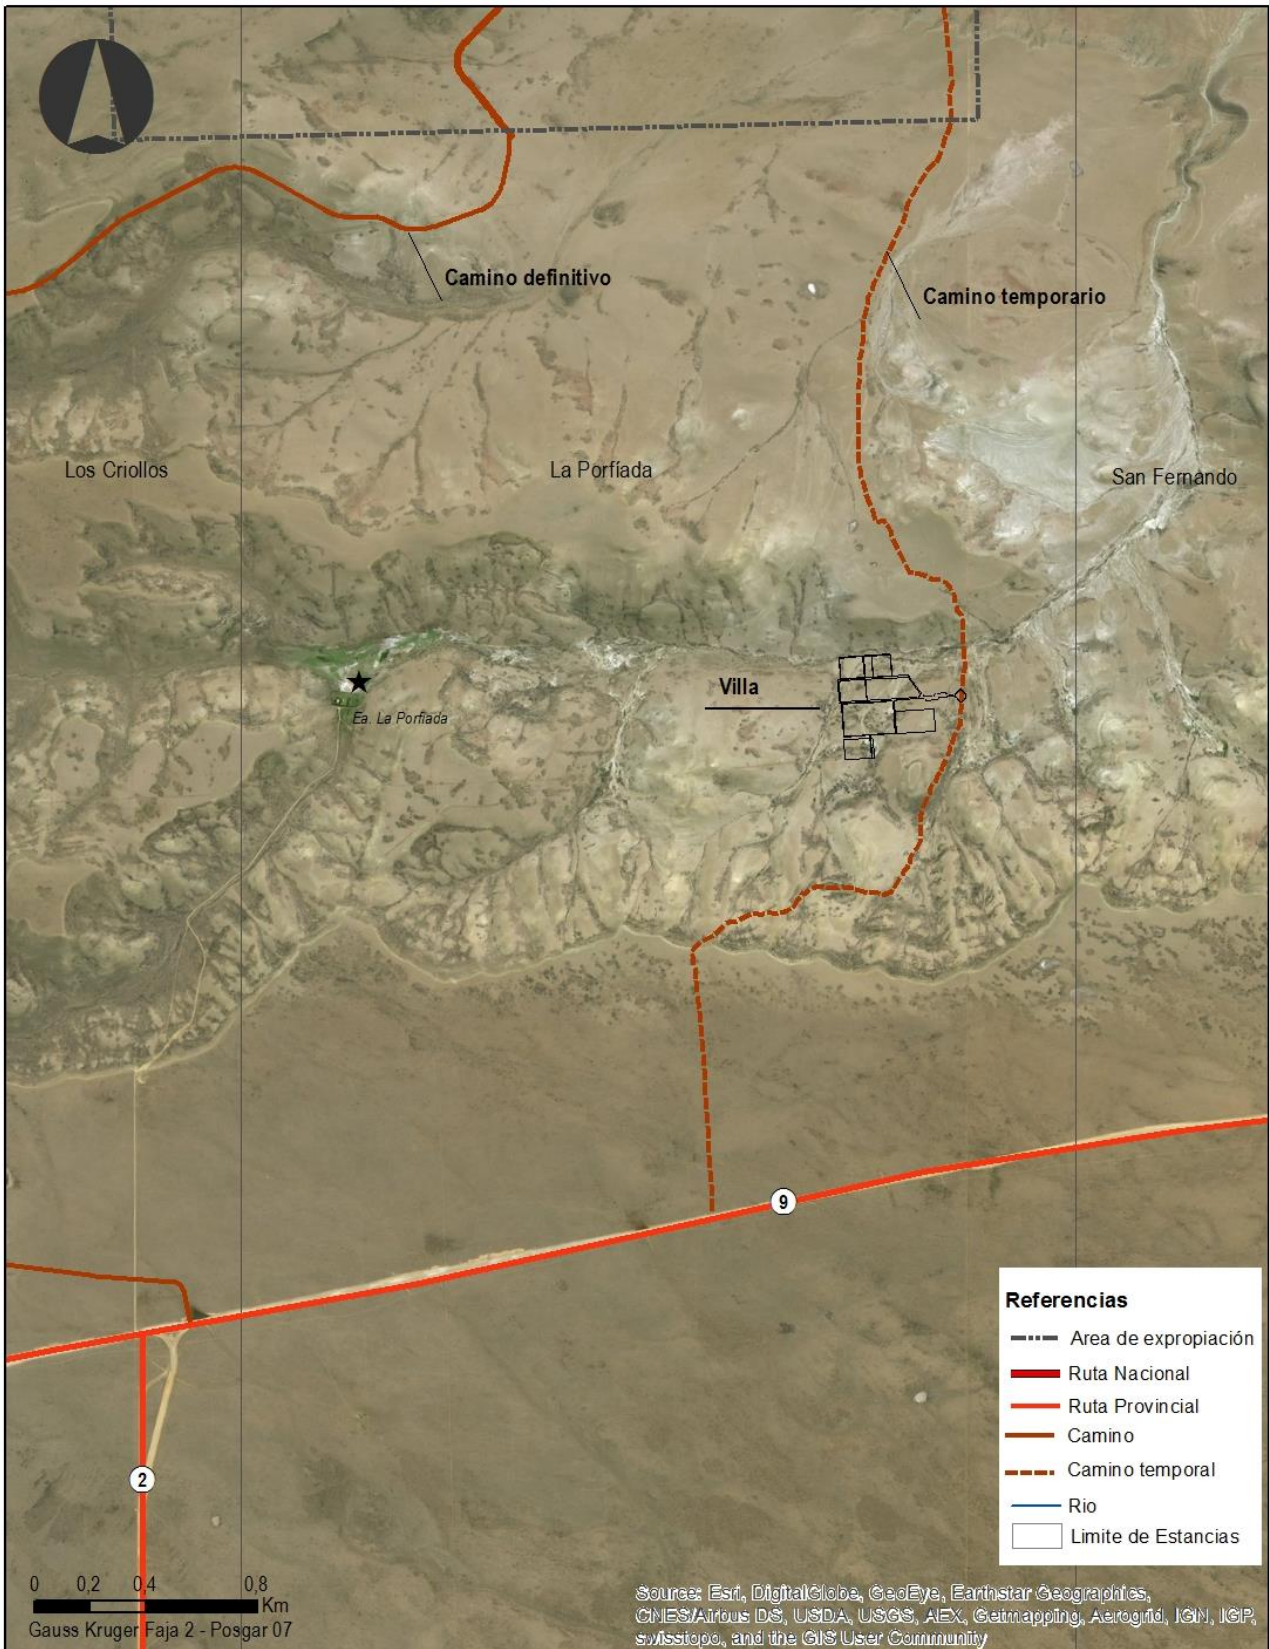 Camino definitivo
Camino temporario
Los Criollos
La Porfíada
San Fernando
Villa
Ea. La Porfiada
9
2
Referencias
Area de expropiación
Ruta Nacional
Ruta Provincial
Camino
Camino temporal
Rio
Limite de Estancias
0 0,2 0,4 0,8
Km
Gauss Kruger Faja 2 - Posgar 07
Source: Esri, DigitalGlobe, GeoEye, Earthstar Geographics,
CNES/Airbus DS, USDA, USGS, AEX, Getmapping, Aerogrid, IGN, IGP,
swisstopo, and the GIS User Community